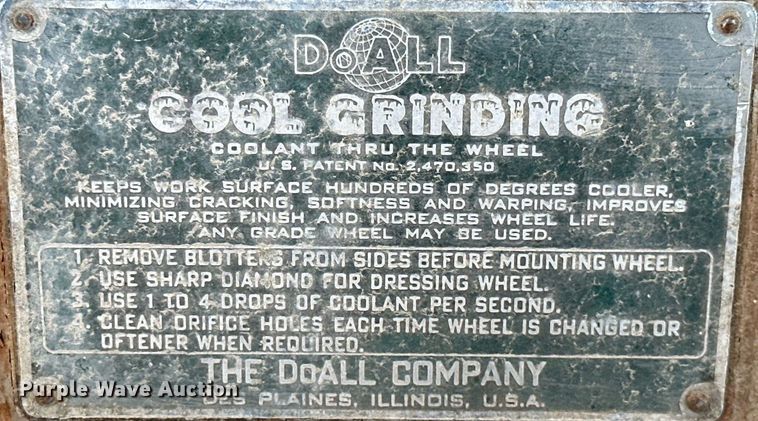 DoALL
COOL GRINDING
COOLANT THRU THE WHEEL
U.S. PATENT No. 2,470,350
KEEPS WORK SURFACE HUNDREDS OF DEGREES COOLER,
MINIMIZING CRACKING, SOFTNESS AND WARPING, IMPROVES
SURFACE FINISH AND INCREASES WHEEL LIFE.
ANY GRADE WHEEL MAY BE USED.
1. REMOVE BLOTTERS FROM SIDES BEFORE MOUNTING WHEEL.
2. USE SHARP DIAMOND FOR DRESSING WHEEL.
3. USE 1 TO 4 DROPS OF COOLANT PER SECOND.
4. CLEAN ORIFICE HOLES EACH TIME WHEEL IS CHANGED OR
OFTENER WHEN REQUIRED.
THE DoALL COMPANY
DES PLAINES, ILLINOIS, U.S.A.
Purple Wave Auction